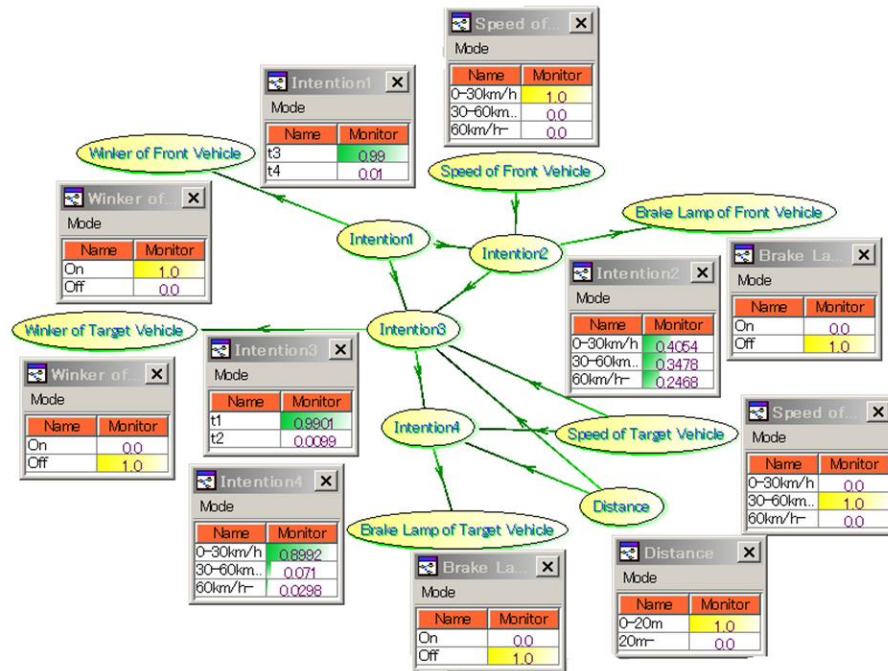 Speed of...
Mode
Name Monitor
0-30km/h 1.0
30-60km... 0.0
60km/h- 0.0
Intention1
Mode
Name Monitor
t3 0.99
t4 0.01
Winker of Front Vehicle
Speed of Front Vehicle
Winker of...
Mode
Name Monitor
On 1.0
Off 0.0
Brake Lamp of Front Vehicle
Intention1
Intention2
Brake La...
Mode
Name Monitor
On 0.0
Off 1.0
Intention2
Mode
Name Monitor
0-30km/h 0.4054
30-60km... 0.3478
60km/h- 0.2468
Winker of Target Vehicle
Intention3
Intention3
Mode
Name Monitor
t1 0.9901
t2 0.0099
Winker of...
Mode
Name Monitor
On 0.0
Off 1.0
Intention4
Speed of Target Vehicle
Speed of...
Mode
Name Monitor
0-30km/h 0.0
30-60km... 1.0
60km/h- 0.0
Intention4
Mode
Name Monitor
0-30km/h 0.8992
30-60km.. 0.071
60km/h- 0.0298
Distance
Brake Lamp of Target Vehicle
Brake La...
Mode
Name Monitor
On 0.0
Off 1.0
Distance
Mode
Name Monitor
0-20m 1.0
20m- 0.0